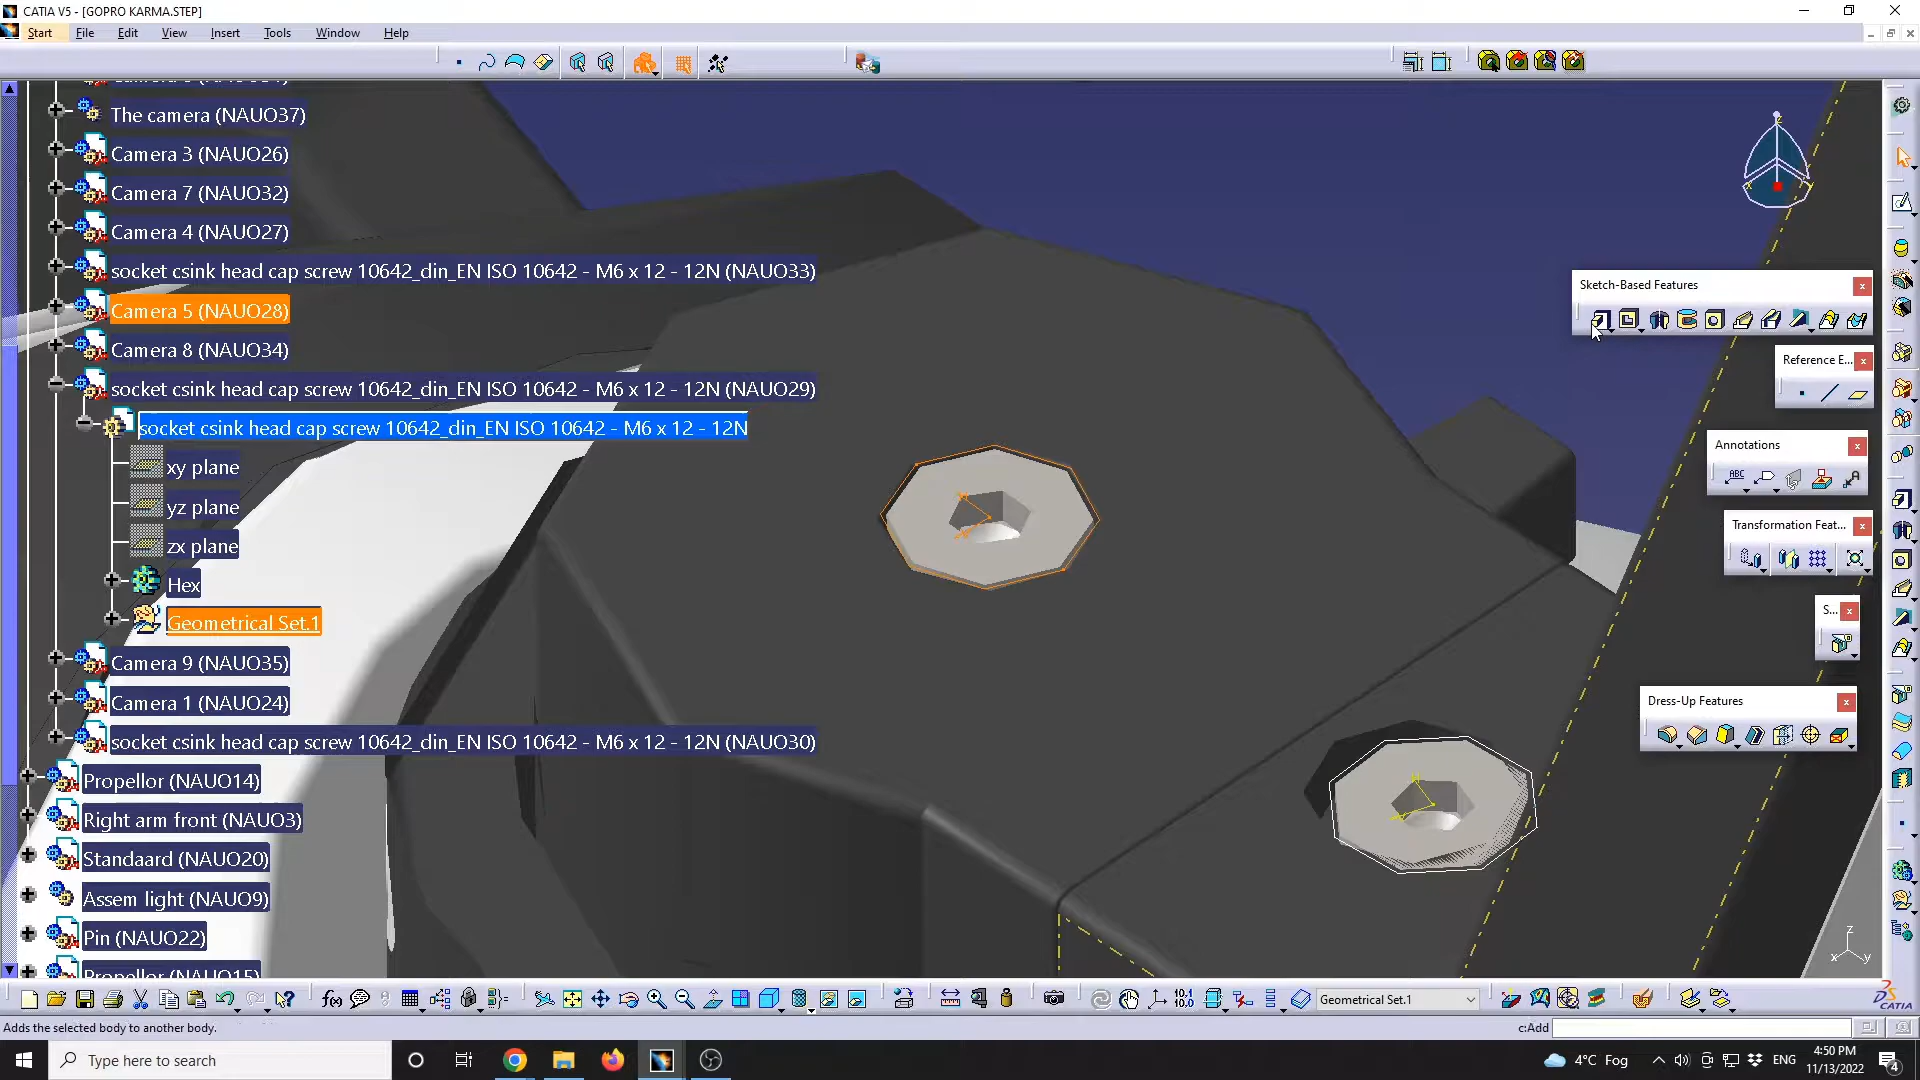 CATIA V5 - [GOPRO KARMA.STEP]
Start File Edit View Insert Tools Window Help
The camera (NAUO37)
Camera 3 (NAUO26)
Camera 7 (NAUO32)
Camera 4 (NAUO27)
socket csink head cap screw 10642_din_EN ISO 10642 - M6 x 12 - 12N (NAUO33)
Camera 5 (NAUO28)
Camera 8 (NAUO34)
socket csink head cap screw 10642_din_EN ISO 10642 - M6 x 12 - 12N (NAUO29)
socket csink head cap screw 10642_din_EN ISO 10642 - M6 x 12 - 12N
xy plane
yz plane
zx plane
Hex
Geometrical Set.1
Camera 9 (NAUO35)
Camera 1 (NAUO24)
socket csink head cap screw 10642_din_EN ISO 10642 - M6 x 12 - 12N (NAUO30)
Propellor (NAUO14)
Right arm front (NAUO3)
Standaard (NAUO20)
Assem light (NAUO9)
Pin (NAUO22)
Propellor (NAUO15)
Sketch-Based Features
Reference E...
Annotations
Transformation Feat...
S...
Dress-Up Features
z
x y
Geometrical Set.1
CATIA
Adds the selected body to another body.
c:Add
Type here to search
4°C Fog
ENG
4:50 PM
11/13/2022
4